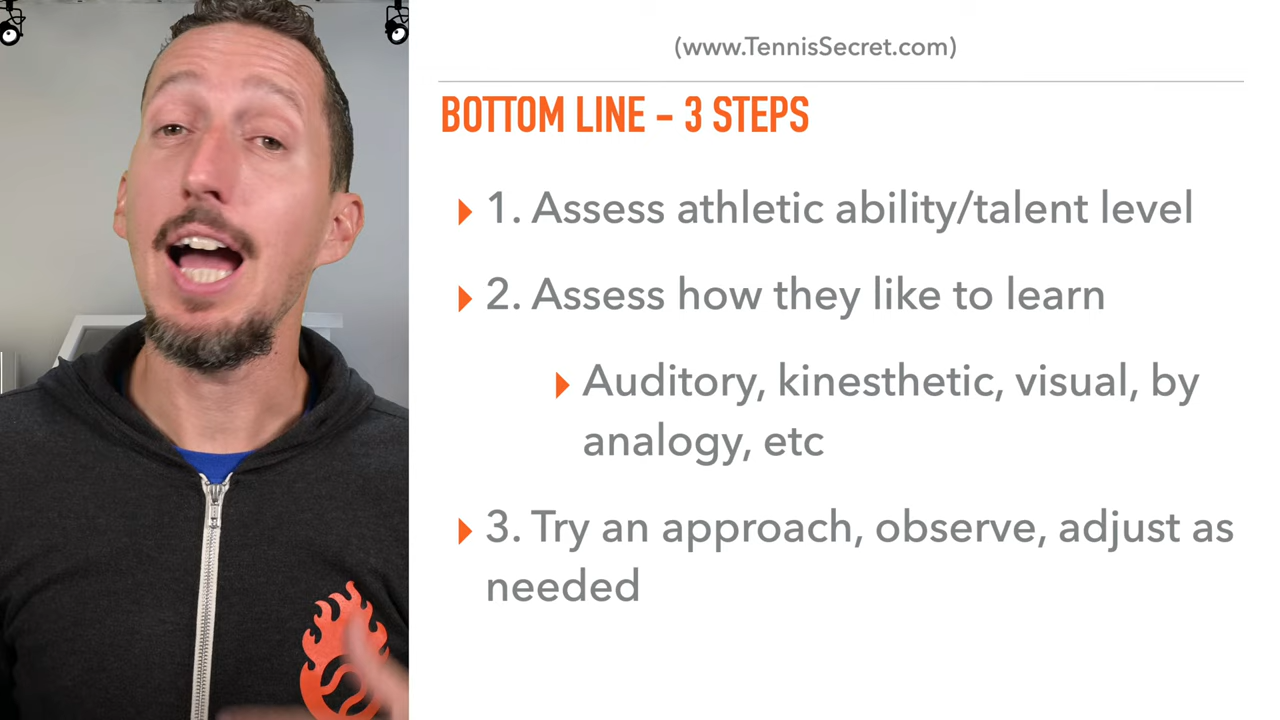 (www.TennisSecret.com)
BOTTOM LINE – 3 STEPS
1. Assess athletic ability/talent level
2. Assess how they like to learn
Auditory, kinesthetic, visual, by
analogy, etc
3. Try an approach, observe, adjust as
needed